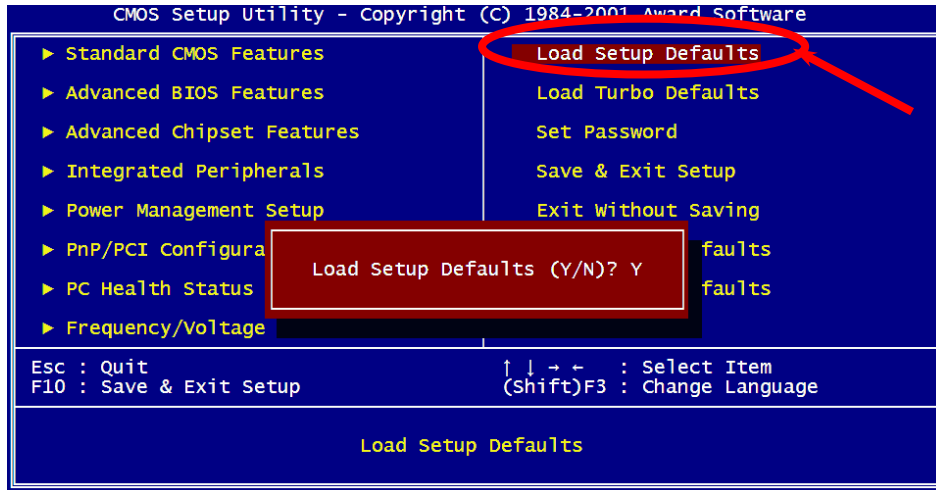 CMOS Setup Utility - Copyright (C) 1984-2001 Award Software
► Standard CMOS Features
► Advanced BIOS Features
► Advanced Chipset Features
► Integrated Peripherals
► Power Management Setup
► PnP/PCI Configura
► PC Health Status
► Frequency/Voltage
Load Setup Defaults
Load Turbo Defaults
Set Password
Save & Exit Setup
Exit Without Saving
faults
faults
Load Setup Defaults (Y/N)? Y
Esc : Quit
F10 : Save & Exit Setup
↑ ↓ → ← : Select Item
(Shift)F3 : Change Language
Load Setup Defaults